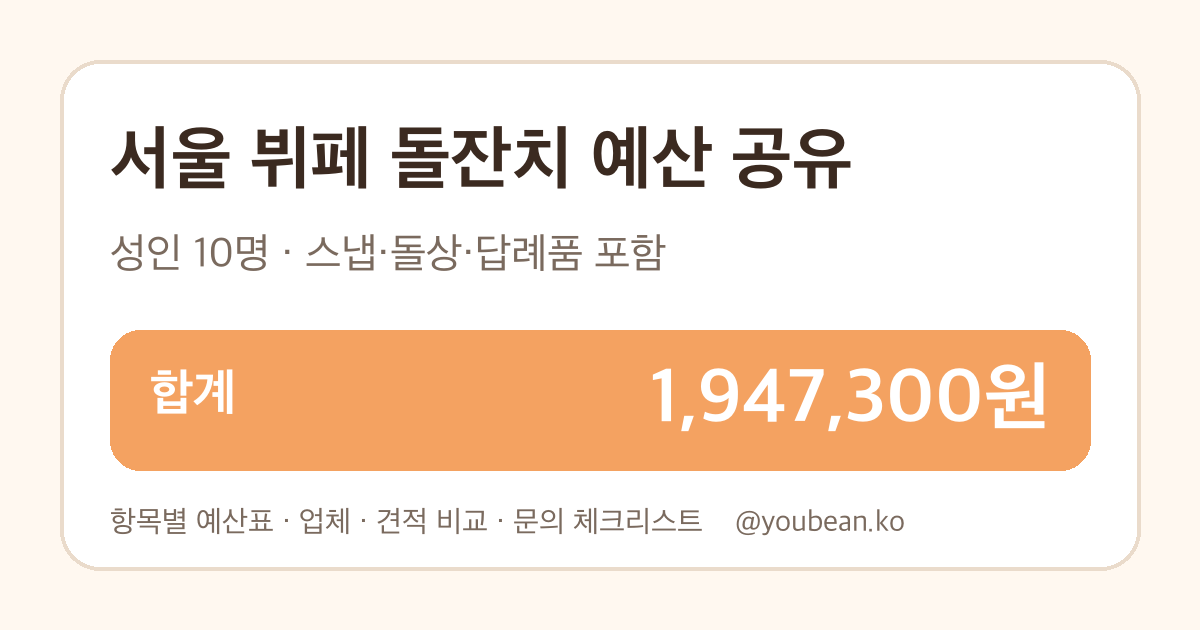 서울 뷔페 돌잔치 예산 공유
성인 10명 · 스냅·돌상·답례품 포함
합계 1,947,300원
항목별 예산표 · 업체 · 견적 비교 · 문의 체크리스트 @youbean.ko